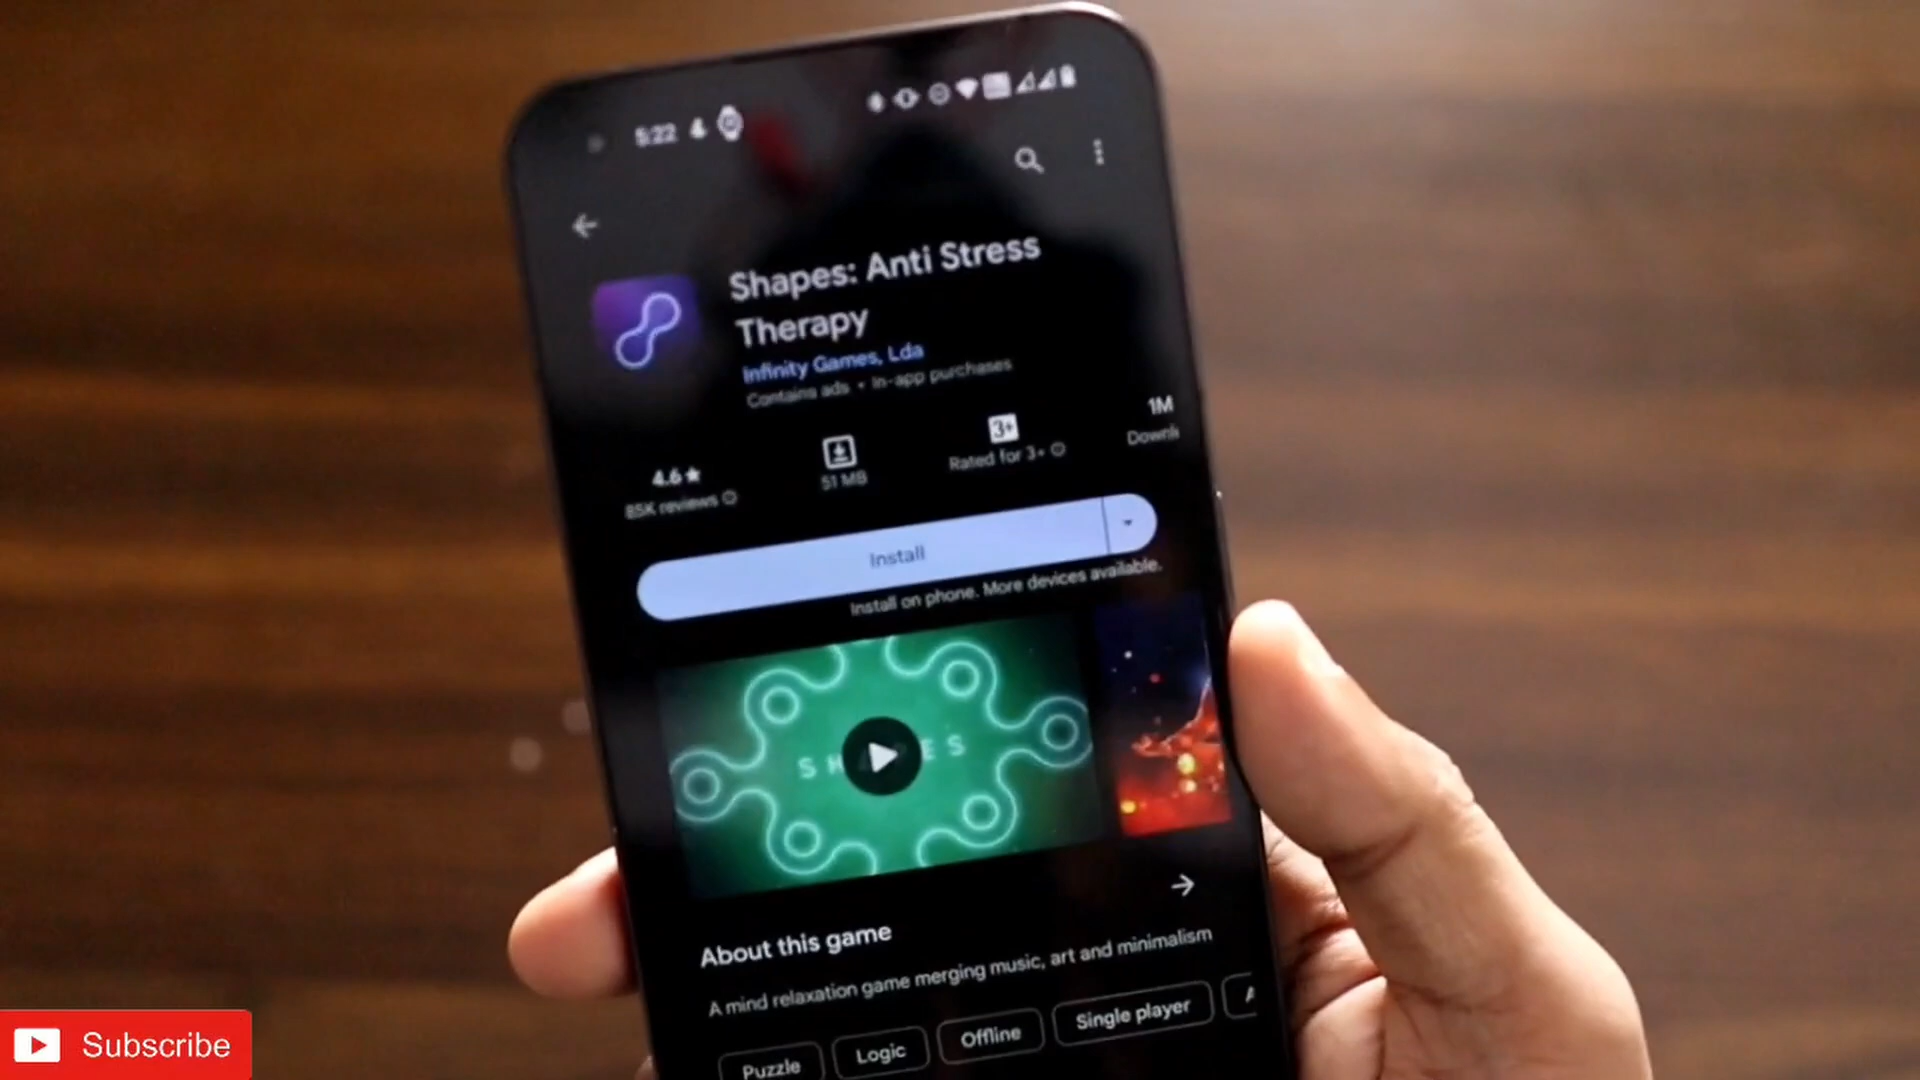 5:22
Shapes: Anti Stress
Therapy
Infinity Games, Lda
Contains ads • In-app purchases
4.6★
85K reviews
51 MB
3+
Rated for 3+
1M
Downl
Install
Install on phone. More devices available.
S H ES
About this game
A mind relaxation game merging music, art and minimalism
Puzzle
Logic
Offline
Single player
A
Subscribe